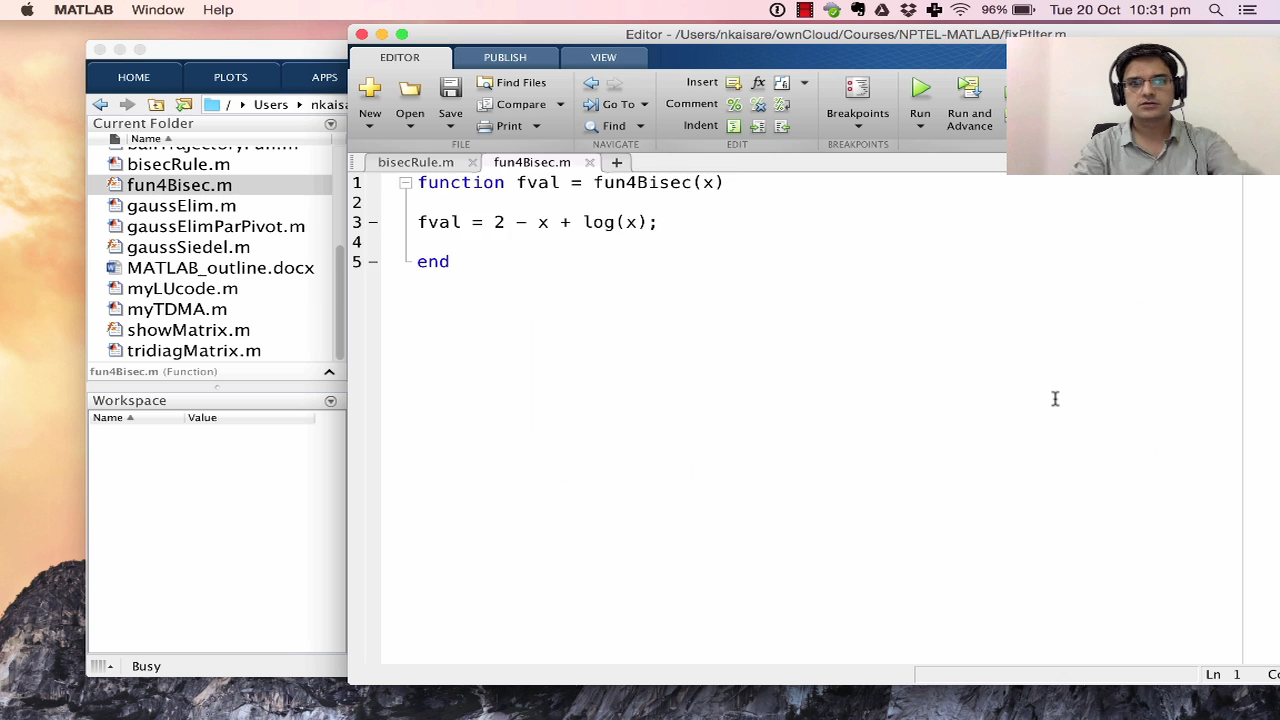 MATLAB Window Help
96% Tue 20 Oct 10:31 pm
Editor - /Users/nkaisare/ownCloud/Courses/NPTEL-MATLAB/fixPtIter.m
HOME PLOTS APPS
EDITOR PUBLISH VIEW
New Open Save
Find Files
Compare
Print
FILE
Go To
Find
NAVIGATE
Insert
Comment
Indent
EDIT
Breakpoints
BREAKPOINTS
Run Run and Advance
/ Users nkaisa
Current Folder
Name
bisecRule.m
fun4Bisec.m
gaussElim.m
gaussElimParPivot.m
gaussSiedel.m
MATLAB_outline.docx
myLUcode.m
myTDMA.m
showMatrix.m
tridiagMatrix.m
fun4Bisec.m (Function)
Workspace
Name Value
Busy
bisecRule.m fun4Bisec.m
1 function fval = fun4Bisec(x)
2
3 fval = 2 - x + log(x);
4
5 end
Ln 1